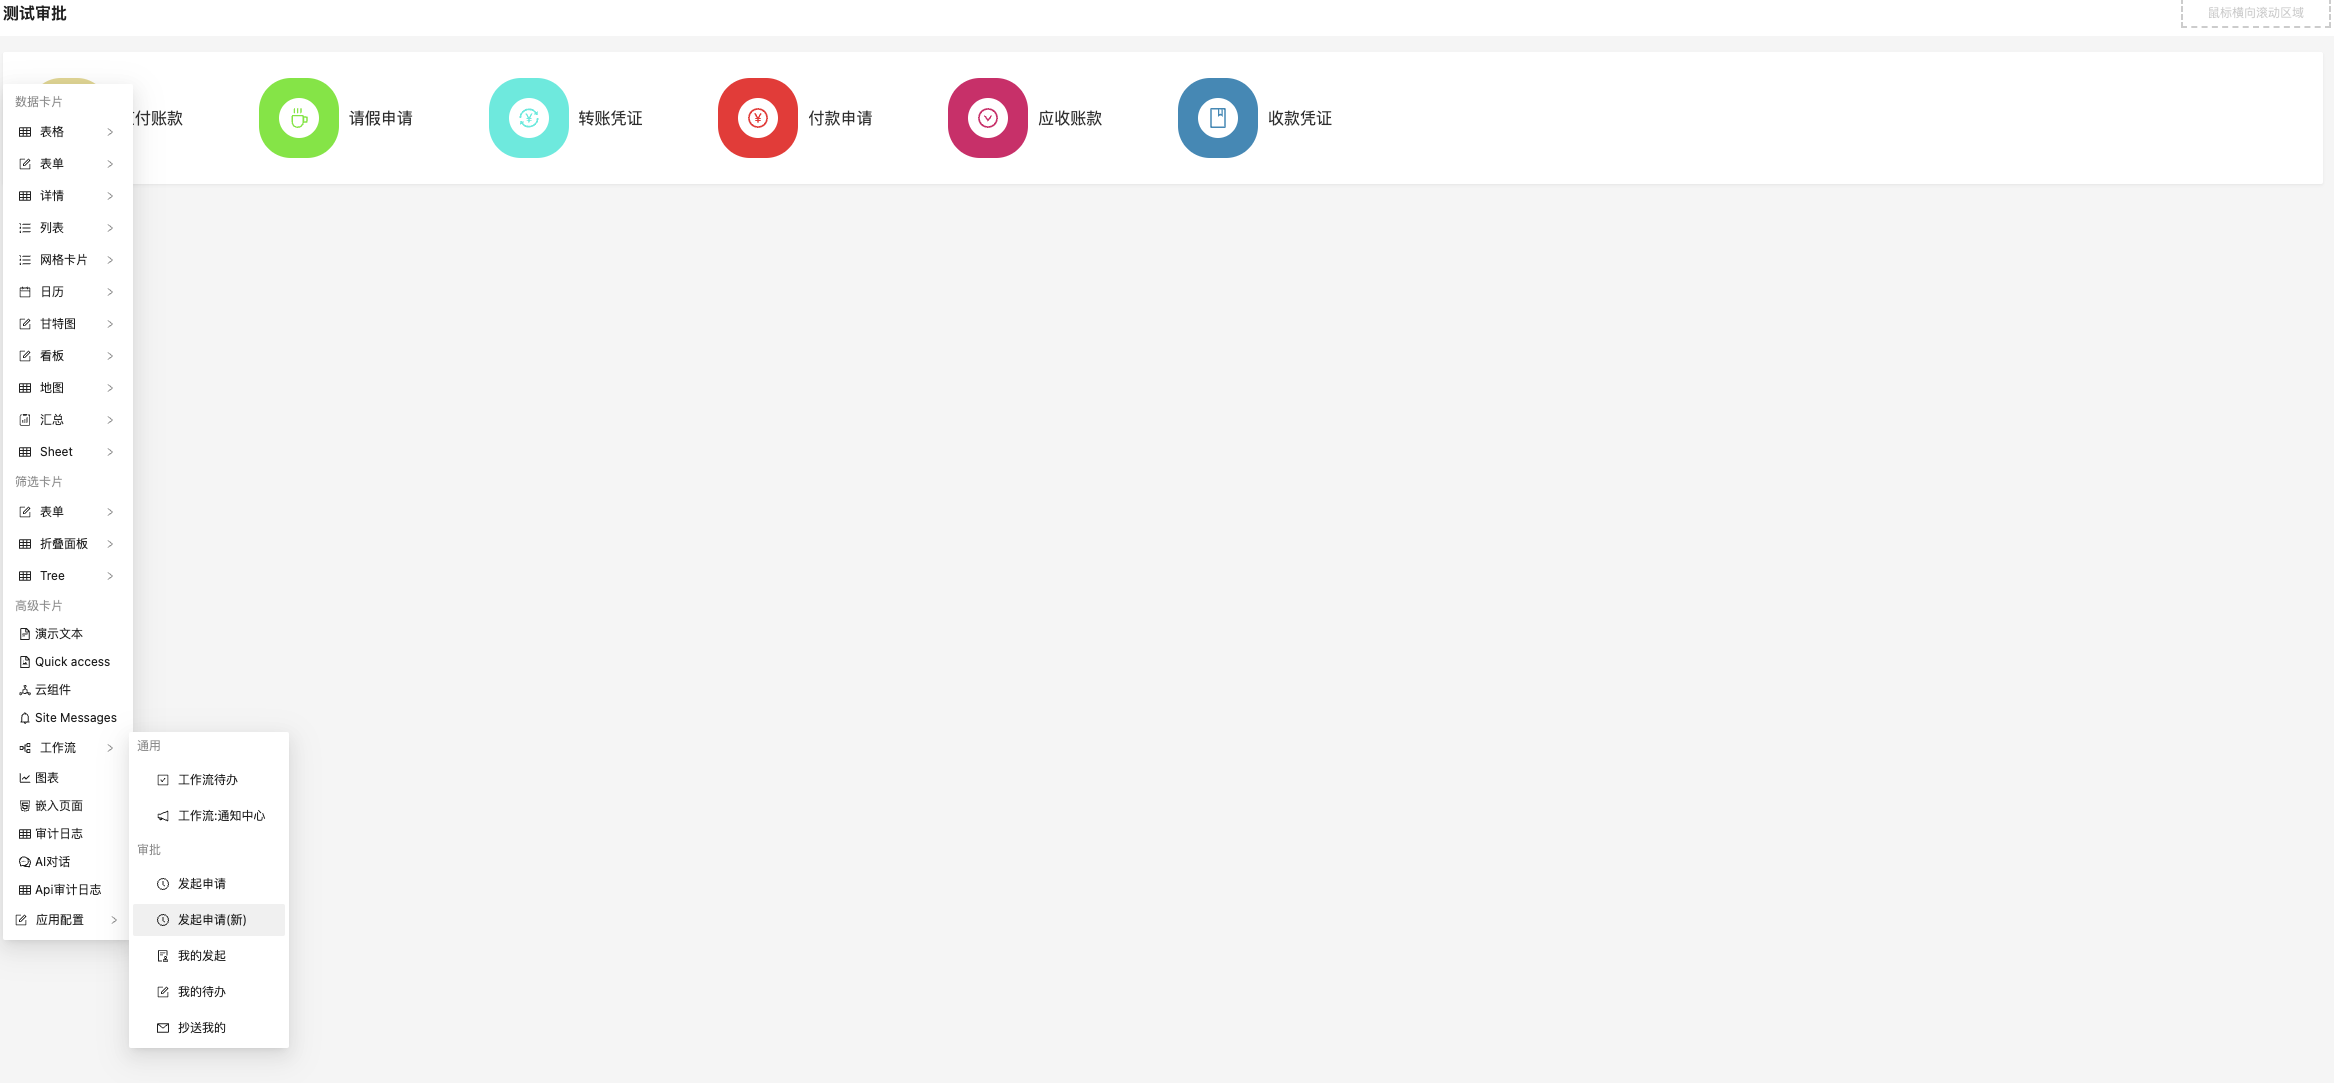 测试审批
鼠标横向滚动区域
付账款
请假申请
转账凭证
付款申请
应收账款
收款凭证
数据卡片
表格
表单
详情
列表
网格卡片
日历
甘特图
看板
地图
汇总
Sheet
筛选卡片
表单
折叠面板
Tree
高级卡片
演示文本
Quick access
云组件
Site Messages
工作流
图表
嵌入页面
审计日志
AI对话
Api审计日志
应用配置
通用
工作流待办
工作流:通知中心
审批
发起申请
发起申请(新)
我的发起
我的待办
抄送我的